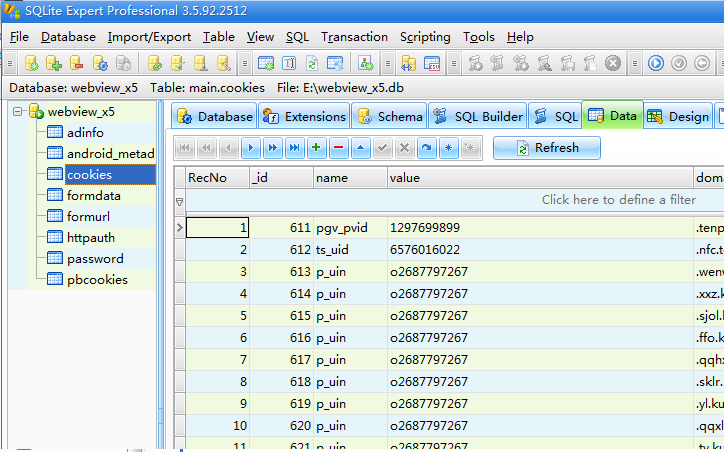 SQLite Expert Professional 3.5.92.2512
File Database Import/Export Table View SQL Transaction Scripting Tools Help
Database: webview_x5 Table: main.cookies File: E:\webview_x5.db
webview_x5
adinfo
android_metad
cookies
formdata
formurl
httpauth
password
pbcookies
Database Extensions Schema SQL Builder SQL Data Design
Refresh
RecNo _id name value doma
Click here to define a filter
1 611 pgv_pvid 1297699899 .tenp
2 612 ts_uid 6576016022 .nfc.t
3 613 p_uin o2687797267 .wenw
4 614 p_uin o2687797267 .xxz.k
5 615 p_uin o2687797267 .sjol.l
6 616 p_uin o2687797267 .ffo.k
7 617 p_uin o2687797267 .qqhx
8 618 p_uin o2687797267 .sklr.
9 619 p_uin o2687797267 .yl.ku
10 620 p_uin o2687797267 .qqxl
11 621 p_uin o2687797267 .tv.ku